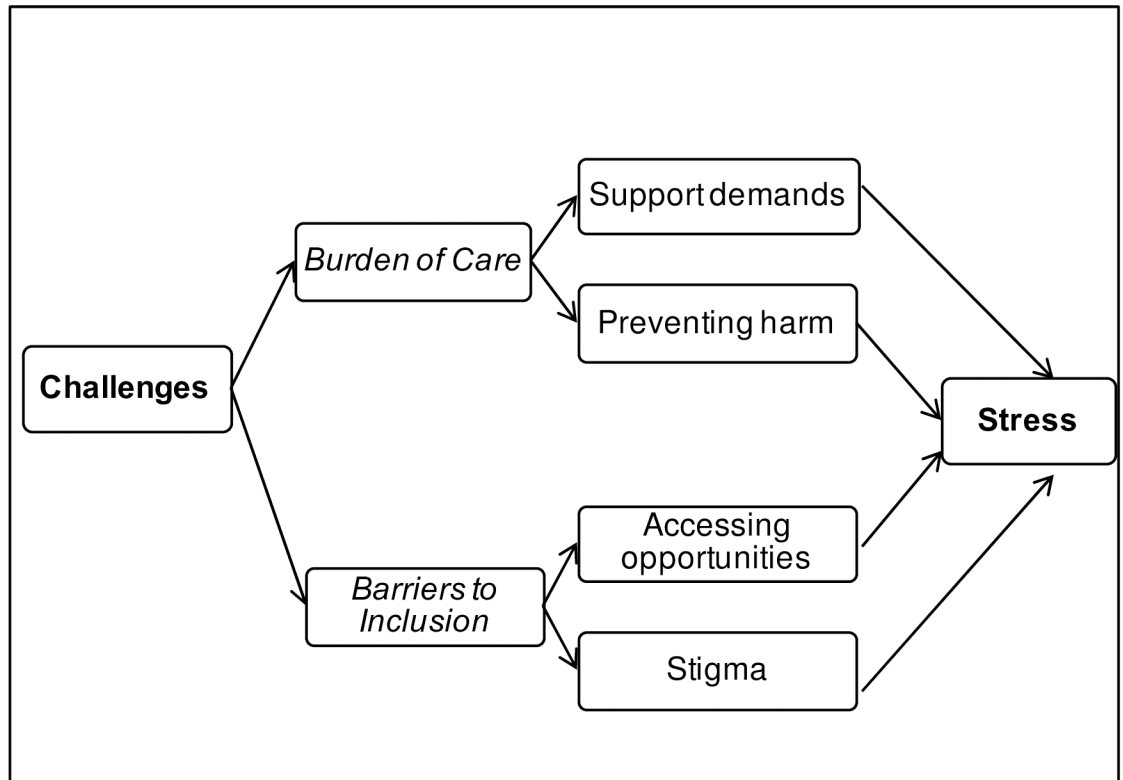 Support demands
Burden of Care
Preventing harm
Challenges
Stress
Accessing
opportunities
Barriers to
Inclusion
Stigma